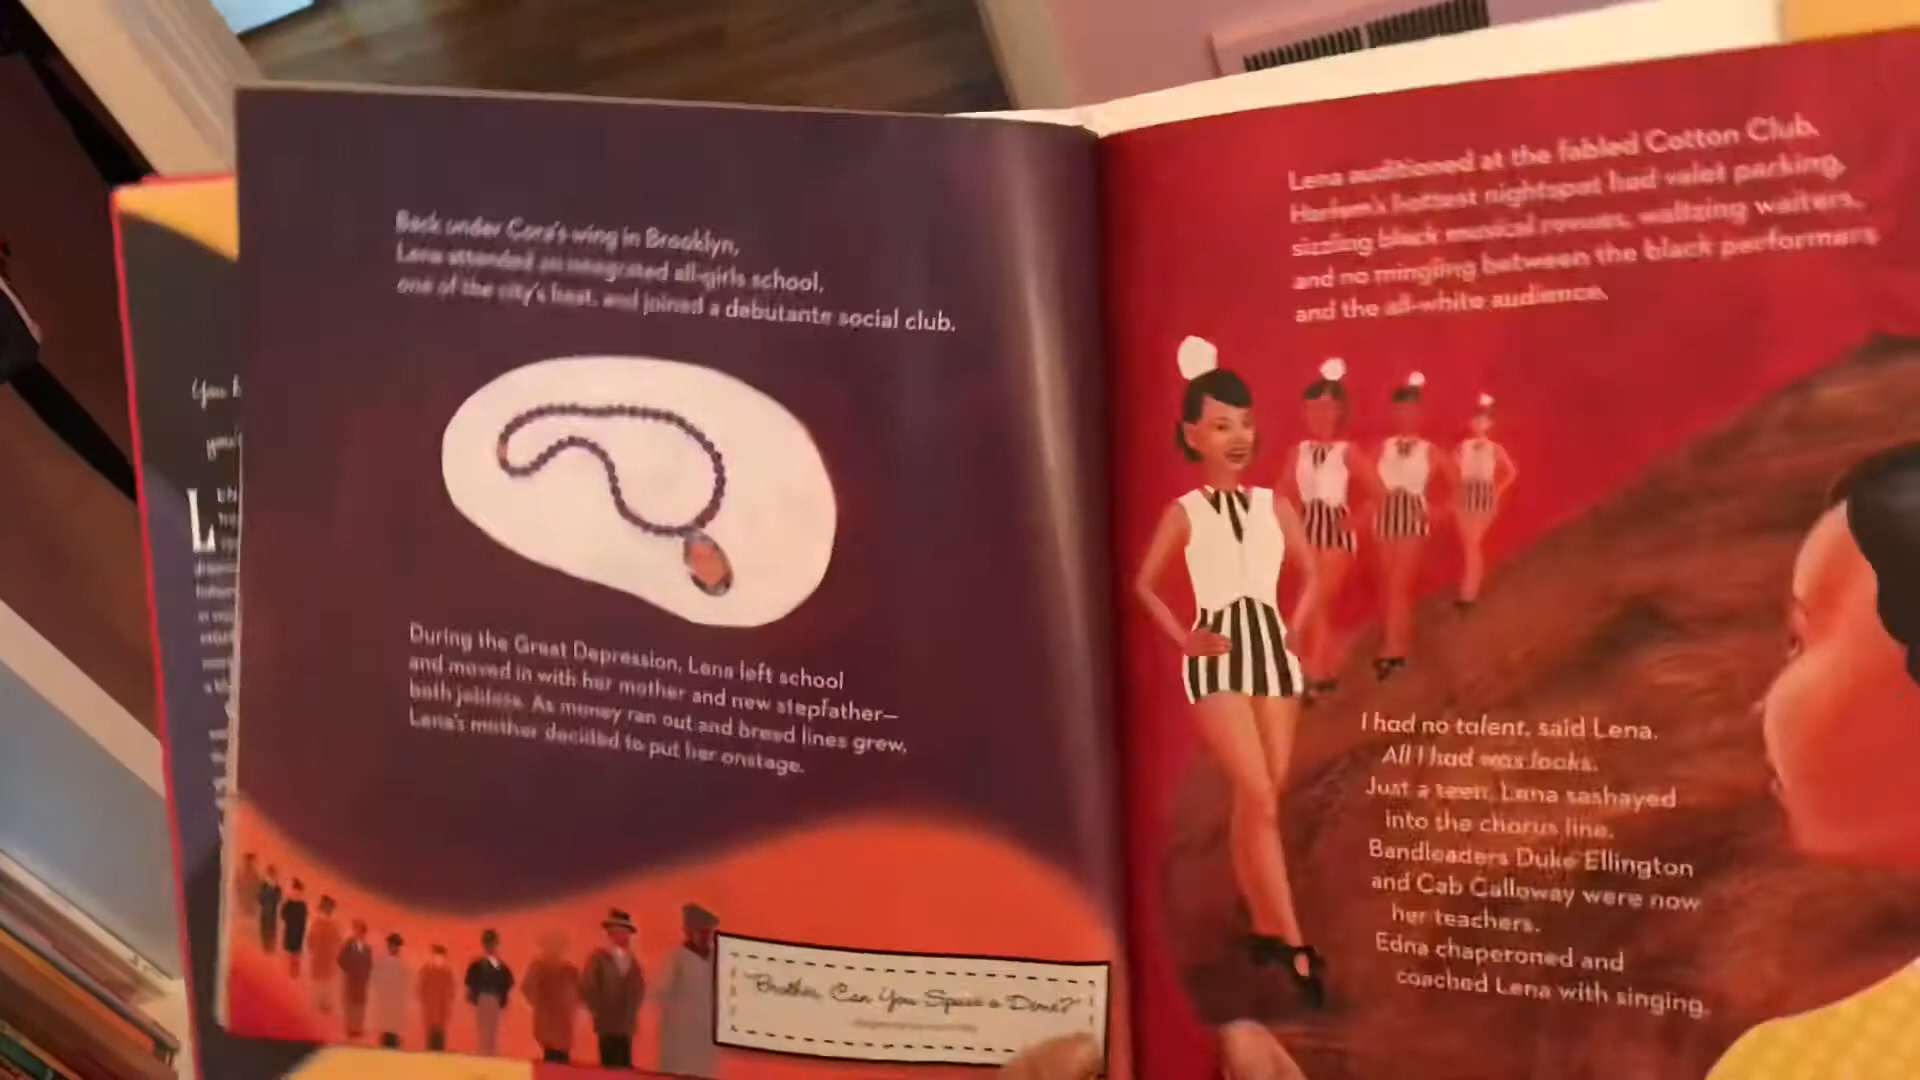 Back under Cora's wing in Brooklyn,
Lena attended an integrated all-girls school,
one of the city's best, and joined a debutante social club.
During the Great Depression, Lena left school
and moved in with her mother and new stepfather—
both jobless. As money ran out and bread lines grew,
Lena's mother decided to put her onstage.
"Brother, Can You Spare a Dime?"
Lena auditioned at the fabled Cotton Club.
Harlem's hottest nightspot had valet parking,
sizzling black musical revues, waltzing waiters,
and no mingling between the black performers
and the all-white audience.
I had no talent, said Lena.
All I had was looks.
Just a teen, Lena sashayed
into the chorus line.
Bandleaders Duke Ellington
and Cab Calloway were now
her teachers.
Edna chaperoned and
coached Lena with singing.